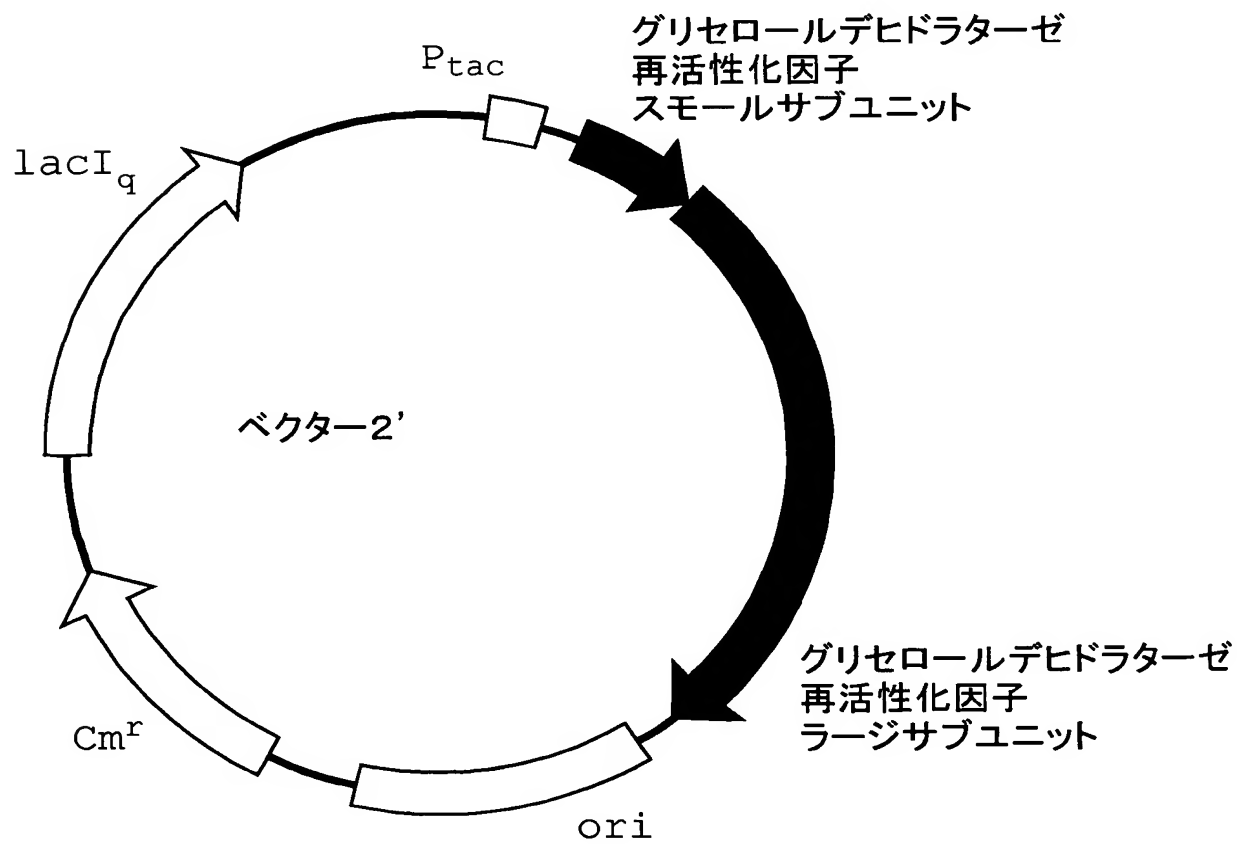 グリセロールデヒドラターゼ
再活性化因子
スモールサブユニット
Ptac
lacIq
ベクター2'
グリセロールデヒドラターゼ
再活性化因子
ラージサブユニット
Cmr
ori